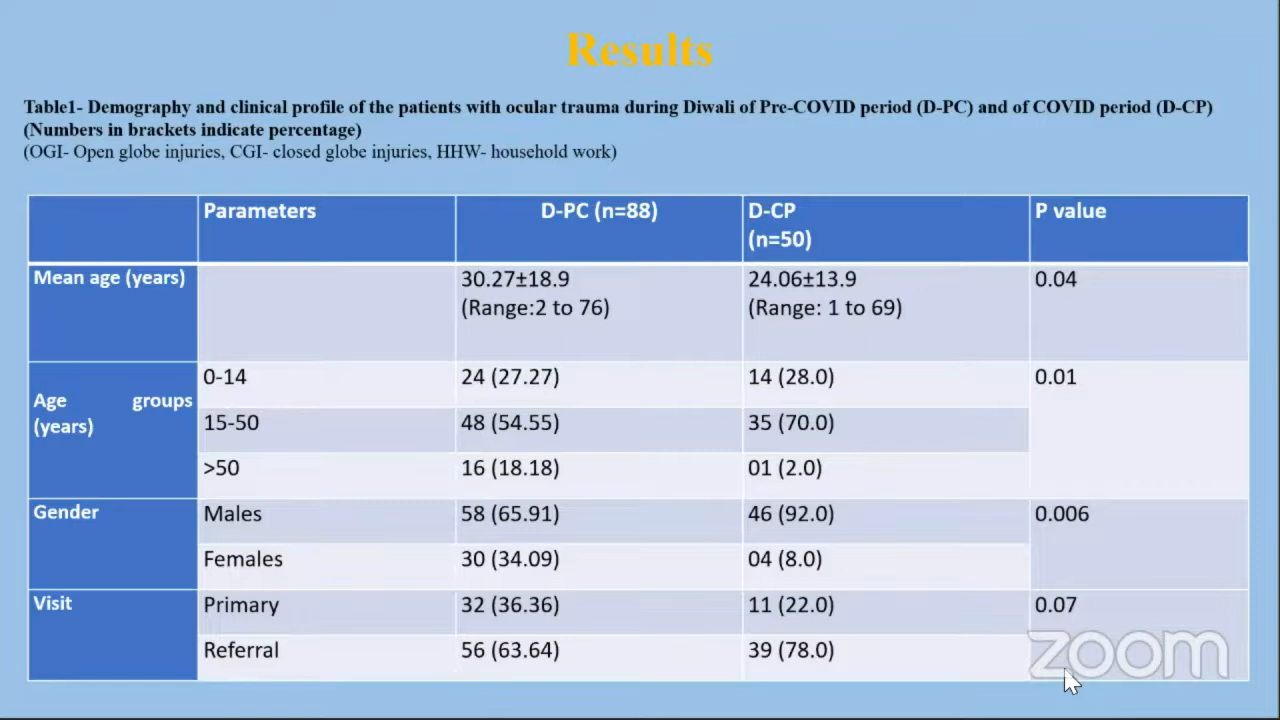 Results
Table1- Demography and clinical profile of the patients with ocular trauma during Diwali of Pre-COVID period (D-PC) and of COVID period (D-CP)
(Numbers in brackets indicate percentage)
(OGI- Open globe injuries, CGI- closed globe injuries, HHW- household work)
Parameters D-PC (n=88) D-CP P value
(n=50)
Mean age (years) 30.27±18.9 24.06±13.9 0.04
(Range:2 to 76) (Range: 1 to 69)
0-14 24 (27.27) 14 (28.0) 0.01
Age groups
(years) 15-50 48 (54.55) 35 (70.0)
>50 16 (18.18) 01 (2.0)
Gender Males 58 (65.91) 46 (92.0) 0.006
Females 30 (34.09) 04 (8.0)
Visit Primary 32 (36.36) 11 (22.0) 0.07
Referral 56 (63.64) 39 (78.0)
zoom